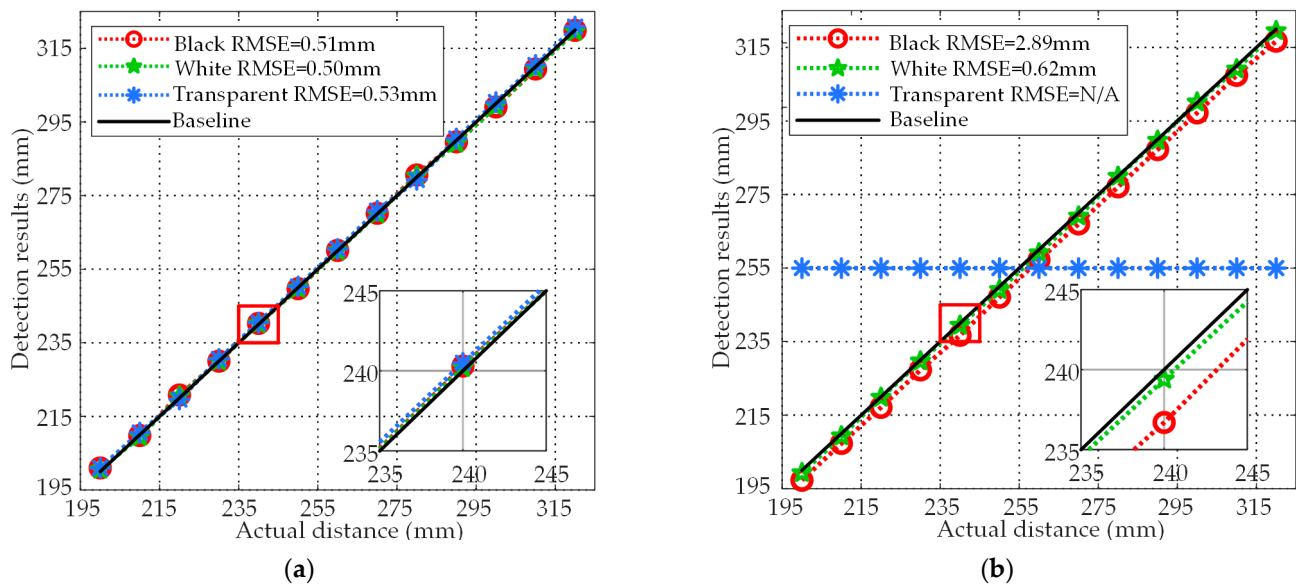 Detection results (mm)
315
295
275
255
235
215
195
Black RMSE=0.51mm
White RMSE=0.50mm
Transparent RMSE=0.53mm
Baseline
245
240
235
235 240 245
195 215 235 255 275 295 315
Actual distance (mm)
(a)
Detection results (mm)
315
295
275
255
235
215
195
Black RMSE=2.89mm
White RMSE=0.62mm
Transparent RMSE=N/A
Baseline
245
240
235
235 240 245
195 215 235 255 275 295 315
Actual distance (mm)
(b)